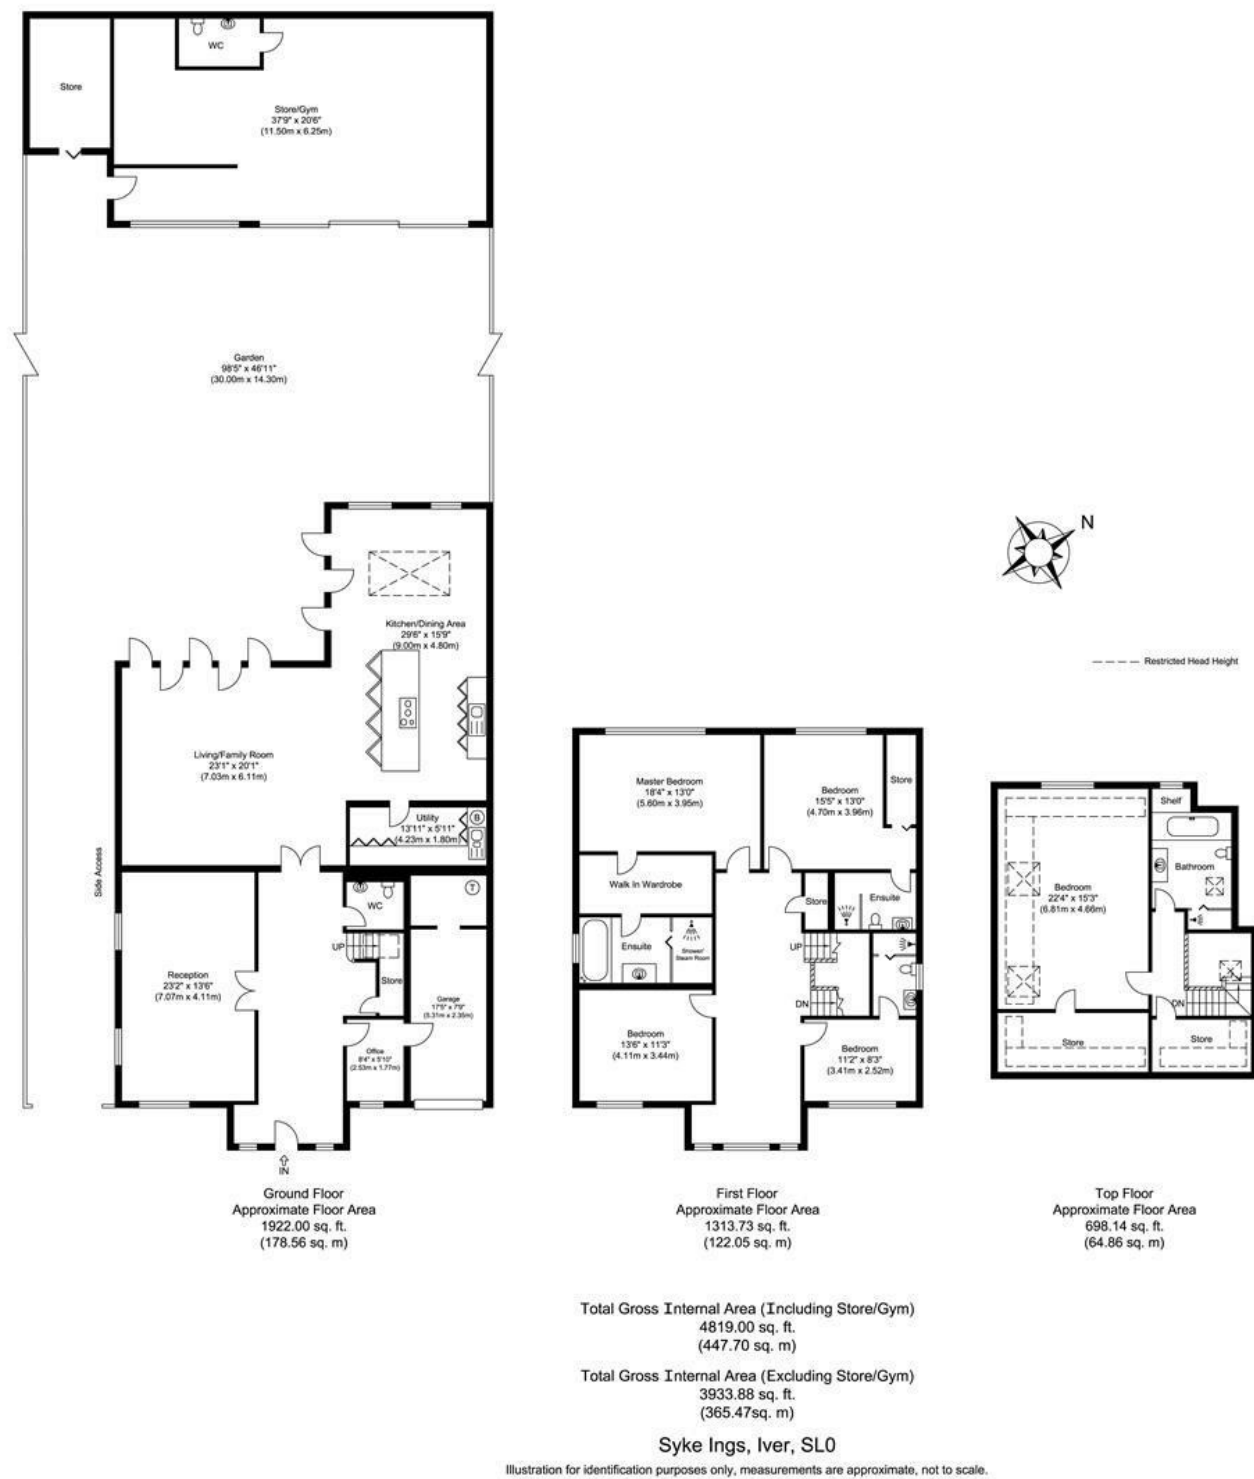 WC
Store
Store/Gym
37'9" x 20'6"
(11.50m x 6.25m)
Garden
98'5" x 46'11"
(30.00m x 14.30m)
N
Kitchen/Dining Area
29'6" x 15'9"
(9.00m x 4.80m)
Restricted Head Height
Living/Family Room
23'1" x 20'1"
(7.03m x 6.11m)
Utility
13'11" x 5'11"
(4.23m x 1.80m)
B
Side Access
T
WC
UP
Store
Reception
23'2" x 13'6"
(7.07m x 4.11m)
Garage
17'5" x 7'9"
(5.31m x 2.35m)
Office
8'4" x 5'10"
(2.53m x 1.77m)
IN
Ground Floor
Approximate Floor Area
1922.00 sq. ft.
(178.56 sq. m)
Master Bedroom
18'4" x 13'0"
(5.60m x 3.95m)
Bedroom
15'5" x 13'0"
(4.70m x 3.96m)
Store
Walk In Wardrobe
Store
Ensuite
Ensuite
Shower/
Steam Room
UP
DN
Bedroom
13'6" x 11'3"
(4.11m x 3.44m)
Bedroom
11'2" x 8'3"
(3.41m x 2.52m)
First Floor
Approximate Floor Area
1313.73 sq. ft.
(122.05 sq. m)
Shelf
Bathroom
Bedroom
22'4" x 15'3"
(6.81m x 4.66m)
DN
Store
Store
Top Floor
Approximate Floor Area
698.14 sq. ft.
(64.86 sq. m)
Total Gross Internal Area (Including Store/Gym)
4819.00 sq. ft.
(447.70 sq. m)
Total Gross Internal Area (Excluding Store/Gym)
3933.88 sq. ft.
(365.47sq. m)
Syke Ings, Iver, SL0
Illustration for identification purposes only, measurements are approximate, not to scale.